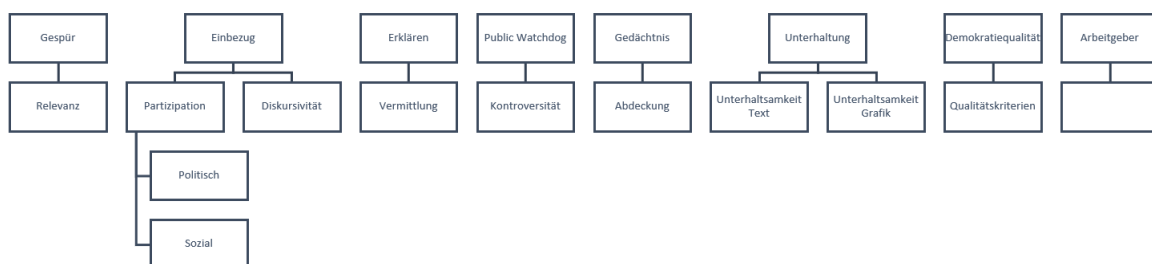 Gespür
Einbezug
Erklären
Public Watchdog
Gedächtnis
Unterhaltung
Demokratiequalität
Arbeitgeber
Relevanz
Partizipation
Diskursivität
Vermittlung
Kontroversität
Abdeckung
Unterhaltsamkeit
Text
Unterhaltsamkeit
Grafik
Qualitätskriterien
Politisch
Sozial